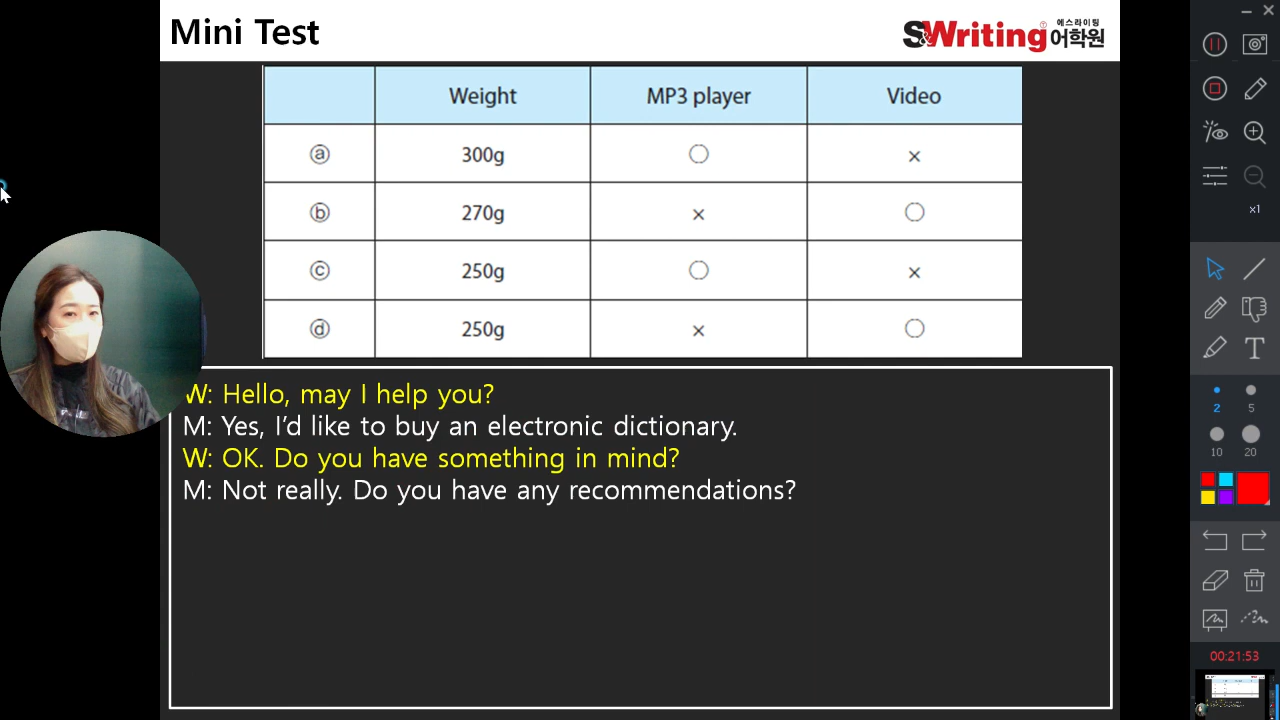 Mini Test
S&Writing 에스라이팅 어학원
Weight MP3 player Video
ⓐ 300g ○ ×
ⓑ 270g × ○
ⓒ 250g ○ ×
ⓓ 250g × ○
W: Hello, may I help you?
M: Yes, I'd like to buy an electronic dictionary.
W: OK. Do you have something in mind?
M: Not really. Do you have any recommendations?
x1
T
2 5
10 20
00:21:53